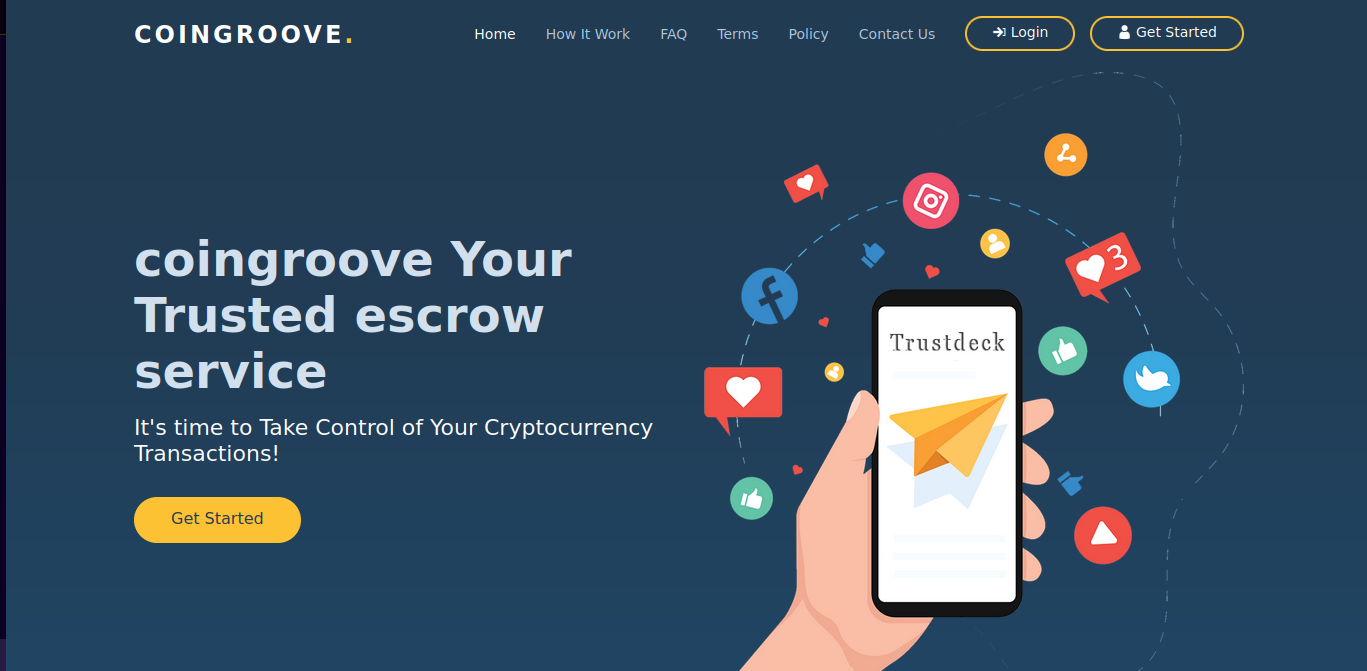 COINGROOVE.
Home
How It Work
FAQ
Terms
Policy
Contact Us
Login
Get Started
coingroove Your
Trusted escrow
service
It's time to Take Control of Your Cryptocurrency
Transactions!
Get Started
3
Trustdeck